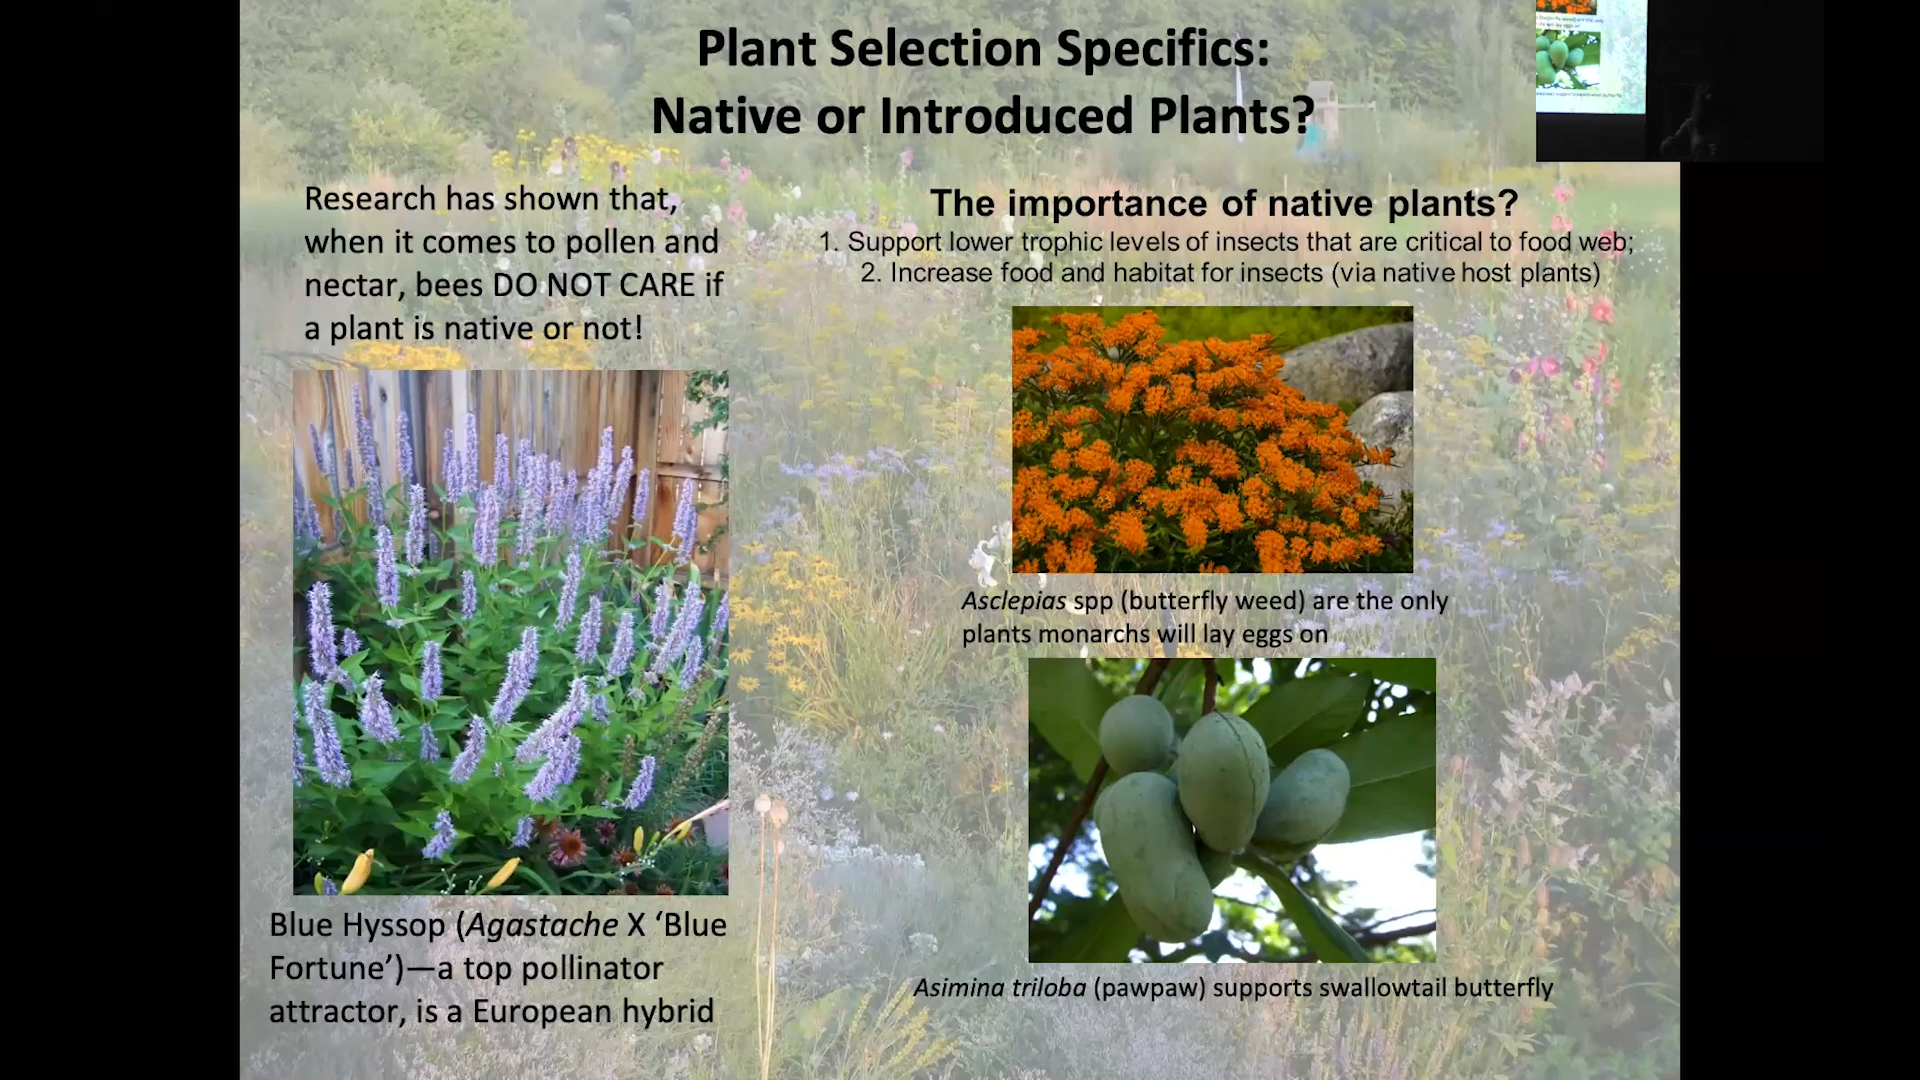 Plant Selection Specifics:
Native or Introduced Plants?
Research has shown that,
when it comes to pollen and
nectar, bees DO NOT CARE if
a plant is native or not!
Blue Hyssop (Agastache X ‘Blue
Fortune’)—a top pollinator
attractor, is a European hybrid
The importance of native plants?
1. Support lower trophic levels of insects that are critical to food web;
2. Increase food and habitat for insects (via native host plants)
Asclepias spp (butterfly weed) are the only
plants monarchs will lay eggs on
Asimina triloba (pawpaw) supports swallowtail butterfly